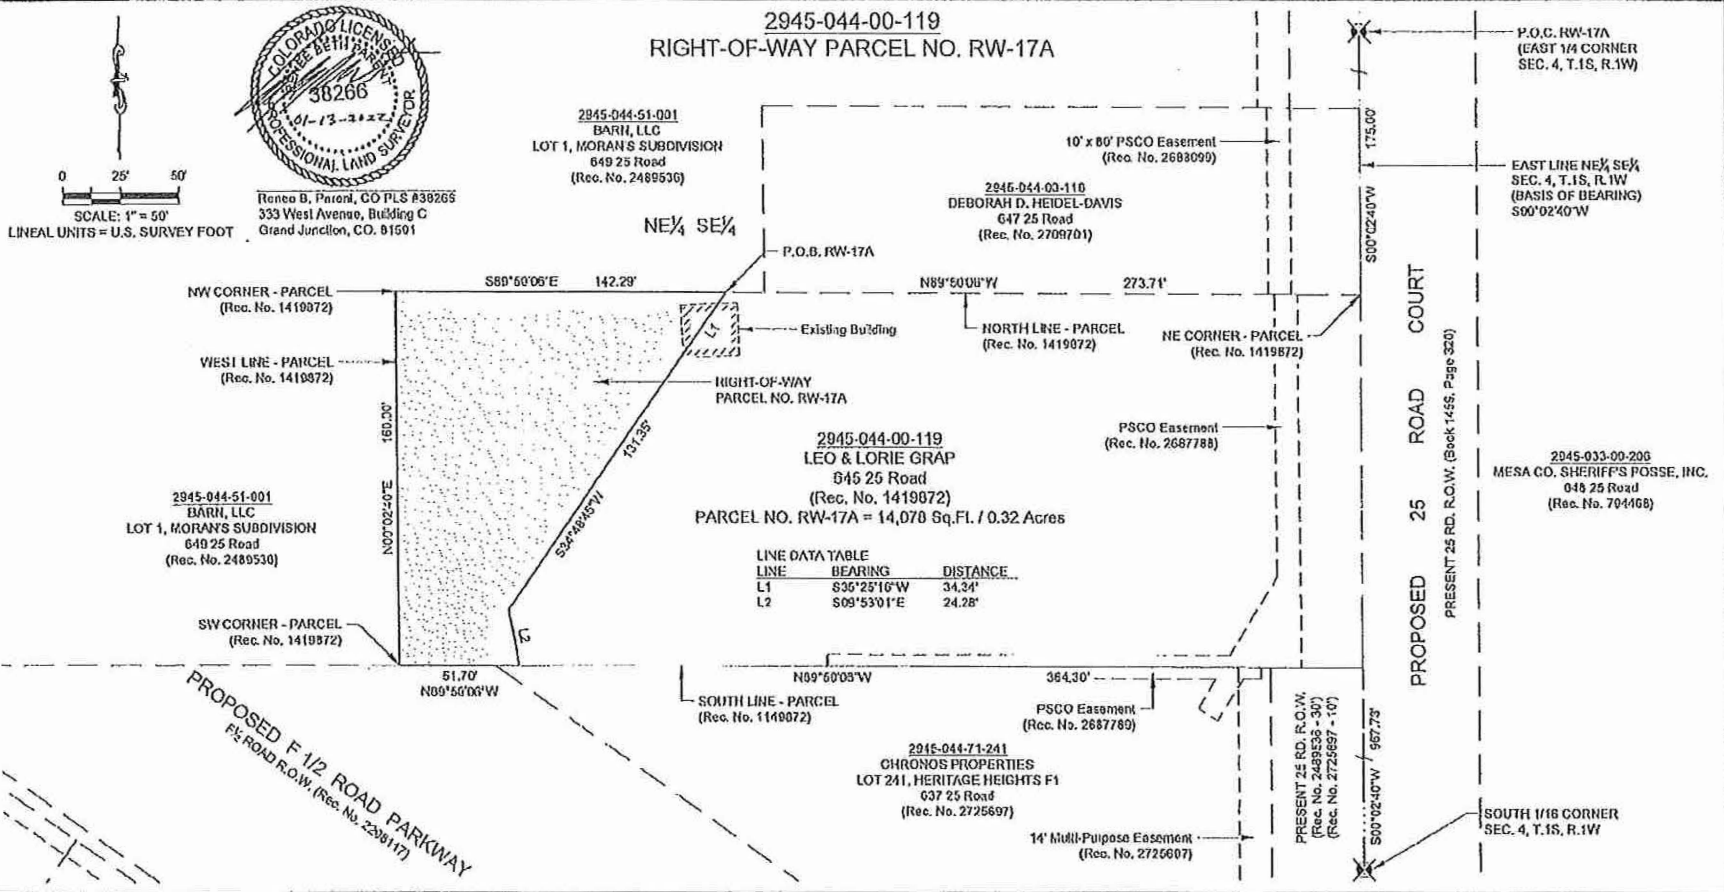 2945-044-00-119
RIGHT-OF-WAY PARCEL NO. RW-17A
COLORADO LICENSED
38266
01-13-2022
PROFESSIONAL LAND SURVEYOR
0 25' 50'
SCALE: 1" = 50'
LINEAL UNITS = U.S. SURVEY FOOT
Renee B. Parent, CO PLS #38266
333 West Avenue, Building C
Grand Junction, CO. 81501
2945-044-51-001
BARN, LLC
LOT 1, MORAN'S SUBDIVISION
649 25 Road
(Rec. No. 2489536)
NE¼ SE¼
P.O.B. RW-17A
10' x 80' PSCO Easement
(Rec. No. 2683099)
2945-044-00-116
DEBORAH D. HEIDEL-DAVIS
647 25 Road
(Rec, No. 2709701)
P.O.C. RW-17A
(EAST 1/4 CORNER
SEC. 4, T.1S, R.1W)
175.00'
S00°02'40"W
EAST LINE NE¼ SE¼
SEC. 4, T.1S, R.1W
(BASIS OF BEARING)
S00°02'40"W
NW CORNER - PARCEL
(Rec. No. 1419872)
S89°50'06"E 142.29'
N89°50'06"W 273.71'
WEST LINE - PARCEL
(Rec. No. 1419872)
L1
Existing Building
NORTH LINE - PARCEL
(Rec. No. 1419872)
NE CORNER - PARCEL
(Rec. No. 1419872)
RIGHT-OF-WAY
PARCEL NO. RW-17A
160.00'
N00°02'40"E
131.35'
S34°48'45"W
2945-044-00-119
LEO & LORIE GRAP
645 25 Road
(Rec. No. 1419872)
PARCEL NO. RW-17A = 14,078 Sq.Ft. / 0.32 Acres
PSCO Easement
(Rec. No. 2687788)
PROPOSED 25 ROAD COURT
PRESENT 25 RD. R.O.W. (Book 1459, Page 320)
2945-033-00-206
MESA CO. SHERIFF'S POSSE, INC.
648 25 Road
(Rec. No. 704468)
2945-044-51-001
BARN, LLC
LOT 1, MORAN'S SUBDIVISION
649 25 Road
(Rec. No. 2489530)
LINE DATA TABLE
LINE BEARING DISTANCE
L1 S35°25'16"W 34.34'
L2 S09°53'01"E 24.28'
SW CORNER - PARCEL
(Rec. No. 1419872)
L2
51.70'
N89°50'06"W
N89°50'06"W 364.30'
SOUTH LINE - PARCEL
(Rec. No. 1149872)
PSCO Easement
(Rec. No. 2687789)
PROPOSED F 1/2 ROAD PARKWAY
F½ ROAD R.O.W. (Rec. No. 2298117)
2945-044-71-241
CHRONOS PROPERTIES
LOT 241, HERITAGE HEIGHTS F1
637 25 Road
(Rec. No. 2725697)
14' Multi-Purpose Easement
(Rec. No. 2725697)
PRESENT 25 RD. R.O.W.
(Rec. No. 2489536 - 30')
(Rec. No. 2725697 - 10')
S00°02'40"W 967.73'
SOUTH 1/16 CORNER
SEC. 4, T.1S, R.1W